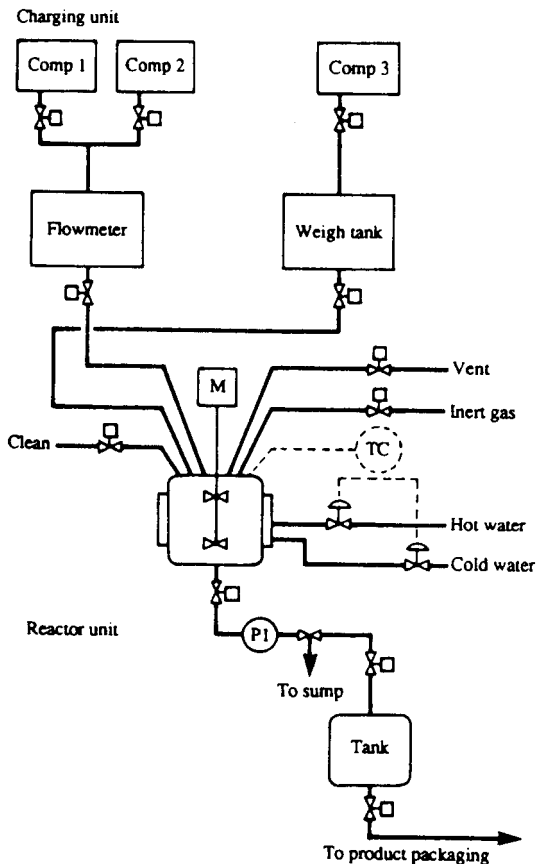 Charging unit
Comp 1
Comp 2
Comp 3
Flowmeter
Weigh tank
M
Vent
Inert gas
Clean
TC
Hot water
Cold water
Reactor unit
P1
To sump
Tank
To product packaging